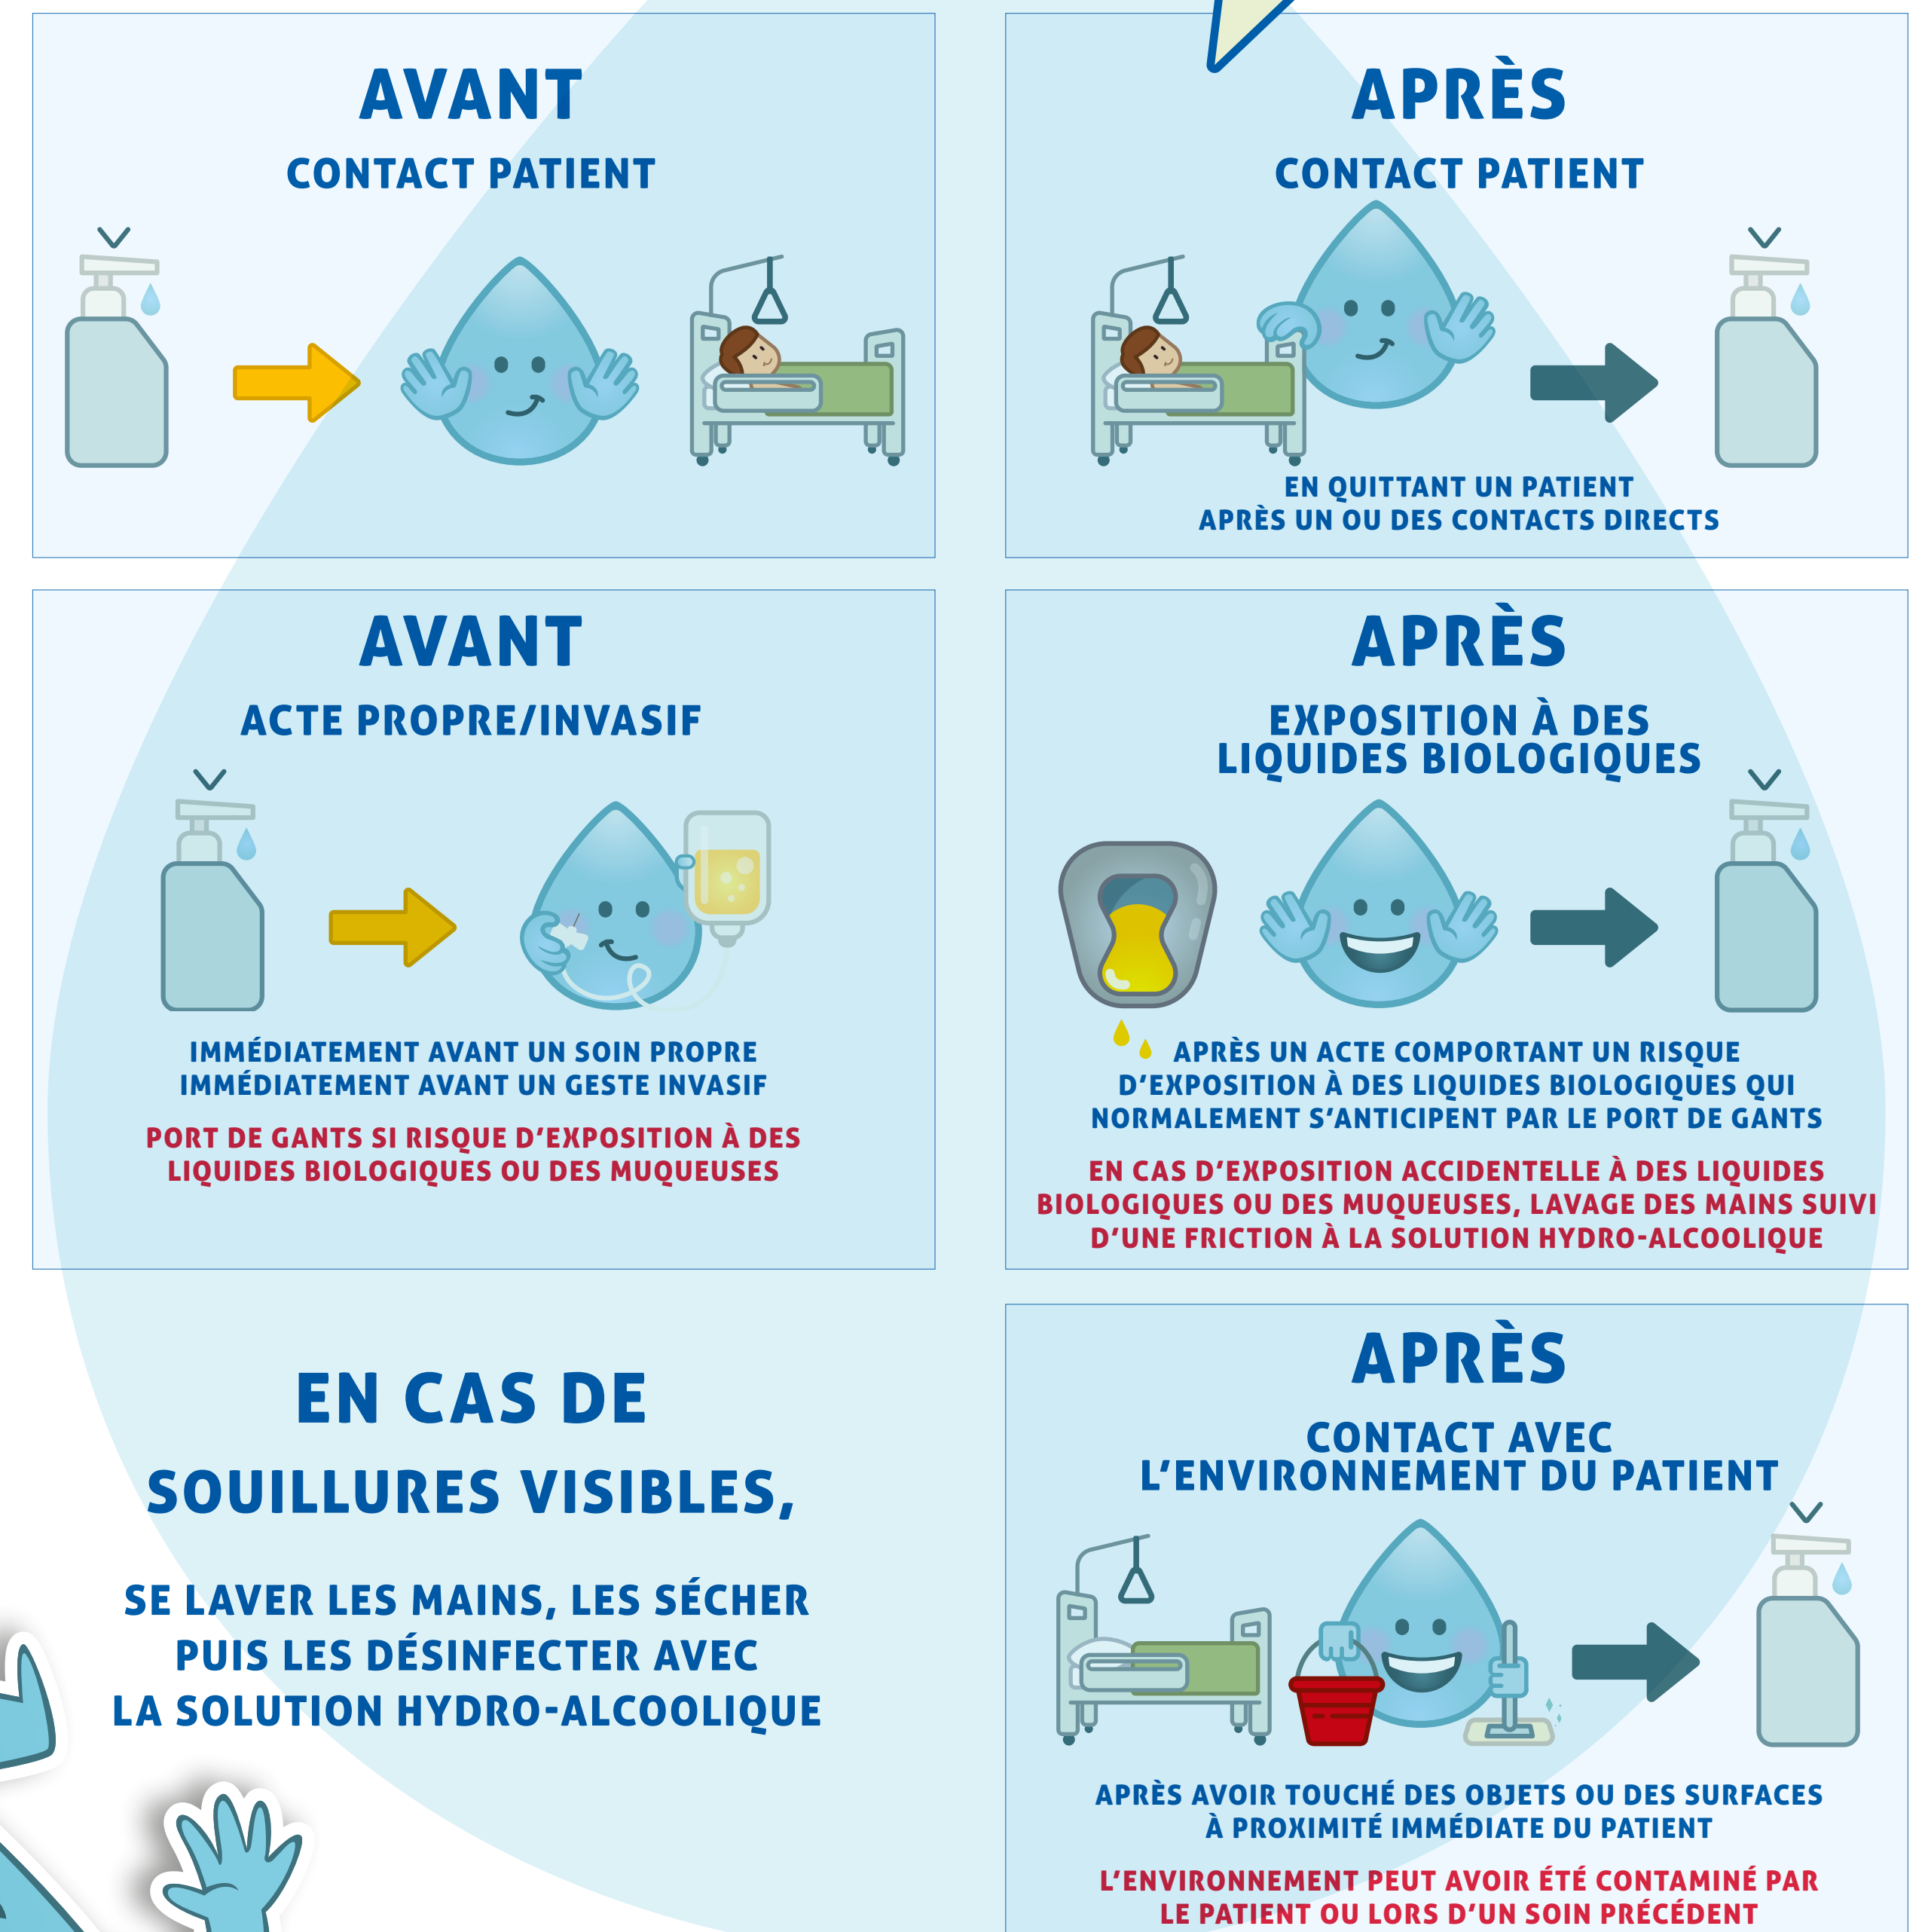 AVANT
CONTACT PATIENT
APRÈS
CONTACT PATIENT
EN QUITTANT UN PATIENT
APRÈS UN OU DES CONTACTS DIRECTS
AVANT
ACTE PROPRE/INVASIF
IMMÉDIATEMENT AVANT UN SOIN PROPRE
IMMÉDIATEMENT AVANT UN GESTE INVASIF
PORT DE GANTS SI RISQUE D'EXPOSITION À DES
LIQUIDES BIOLOGIQUES OU DES MUQUEUSES
APRÈS
EXPOSITION À DES
LIQUIDES BIOLOGIQUES
APRÈS UN ACTE COMPORTANT UN RISQUE
D'EXPOSITION À DES LIQUIDES BIOLOGIQUES QUI
NORMALEMENT S'ANTICIPENT PAR LE PORT DE GANTS
EN CAS D'EXPOSITION ACCIDENTELLE À DES LIQUIDES
BIOLOGIQUES OU DES MUQUEUSES, LAVAGE DES MAINS SUIVI
D'UNE FRICTION À LA SOLUTION HYDRO-ALCOOLIQUE
EN CAS DE
SOUILLURES VISIBLES,
SE LAVER LES MAINS, LES SÉCHER
PUIS LES DÉSINFECTER AVEC
LA SOLUTION HYDRO-ALCOOLIQUE
APRÈS
CONTACT AVEC
L'ENVIRONNEMENT DU PATIENT
APRÈS AVOIR TOUCHÉ DES OBJETS OU DES SURFACES
À PROXIMITÉ IMMÉDIATE DU PATIENT
L'ENVIRONNEMENT PEUT AVOIR ÉTÉ CONTAMINÉ PAR
LE PATIENT OU LORS D'UN SOIN PRÉCÉDENT